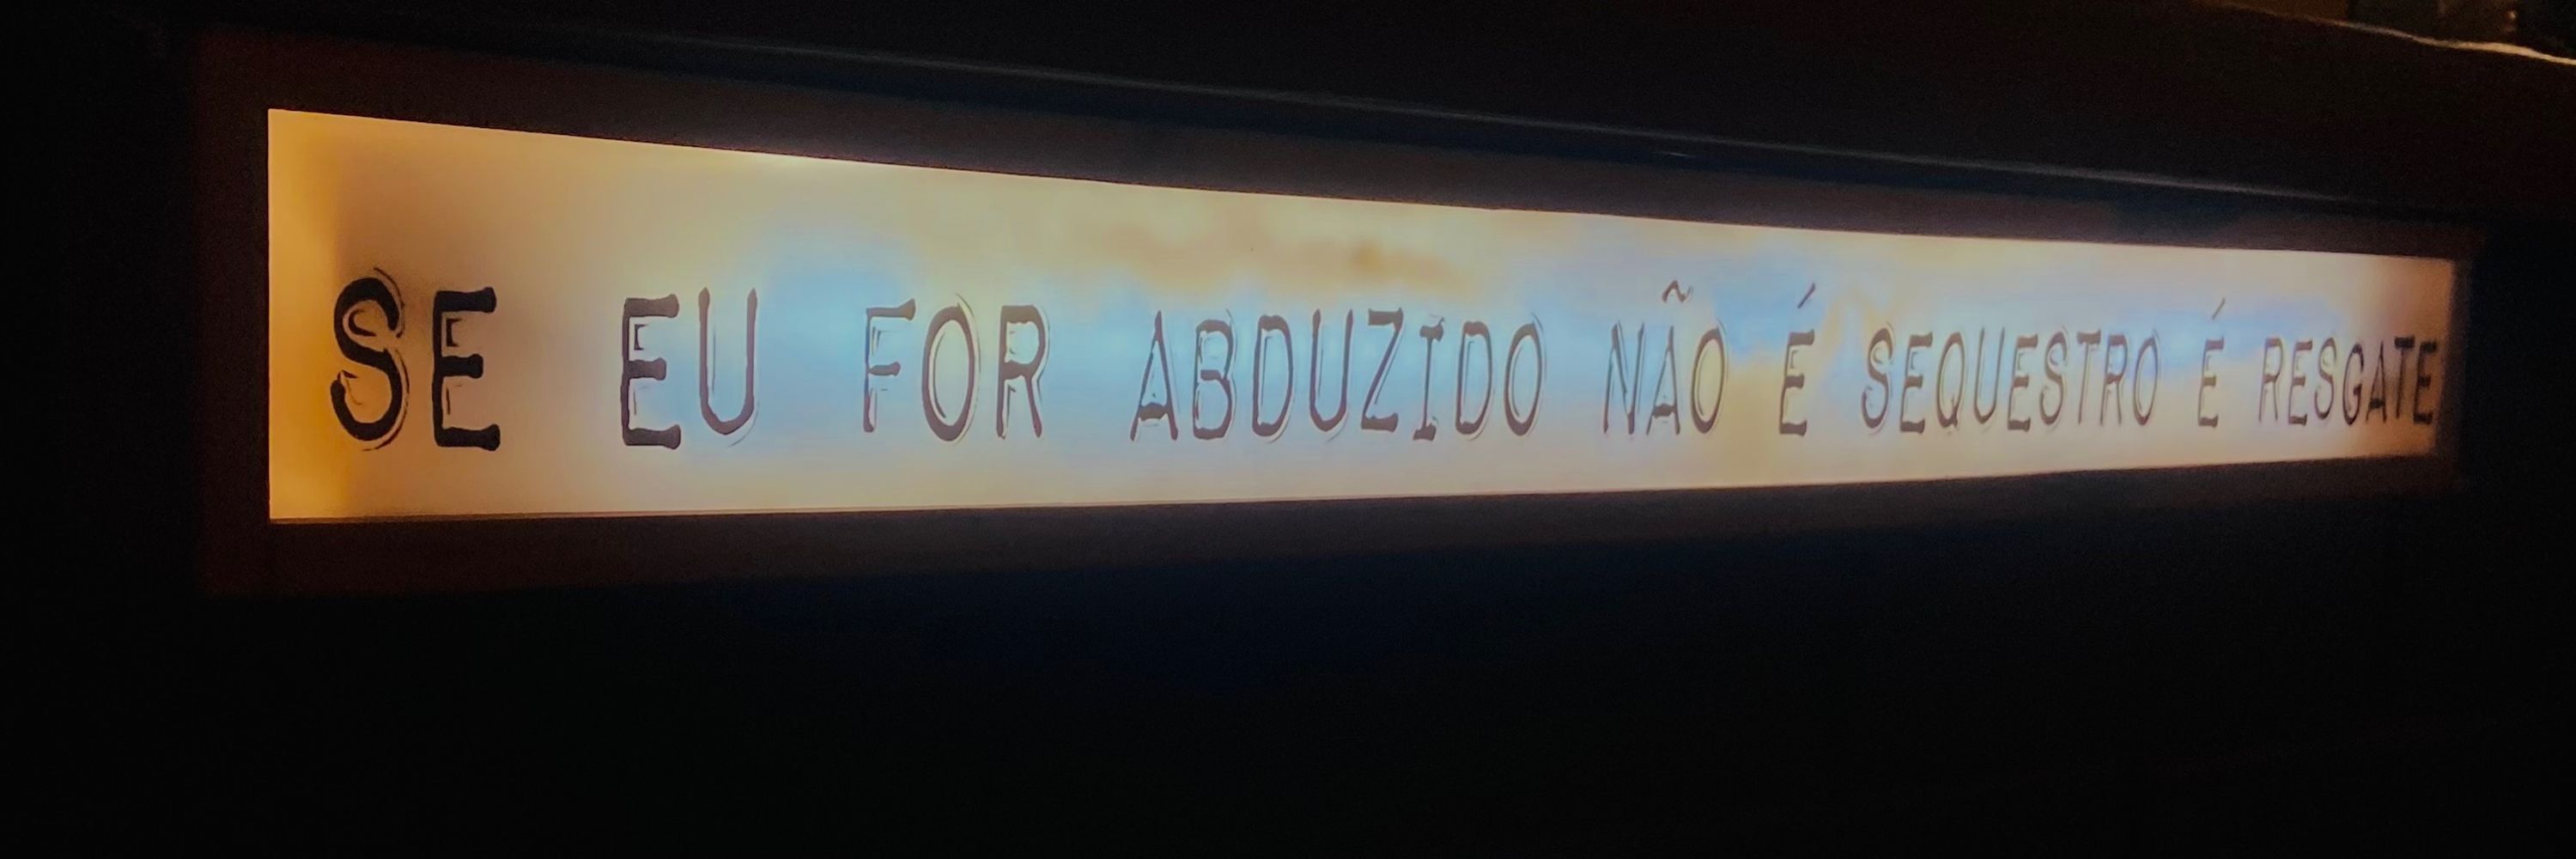 SE EU FOR ABDUZIDO NÃO É SEQUESTRO É RESGATE